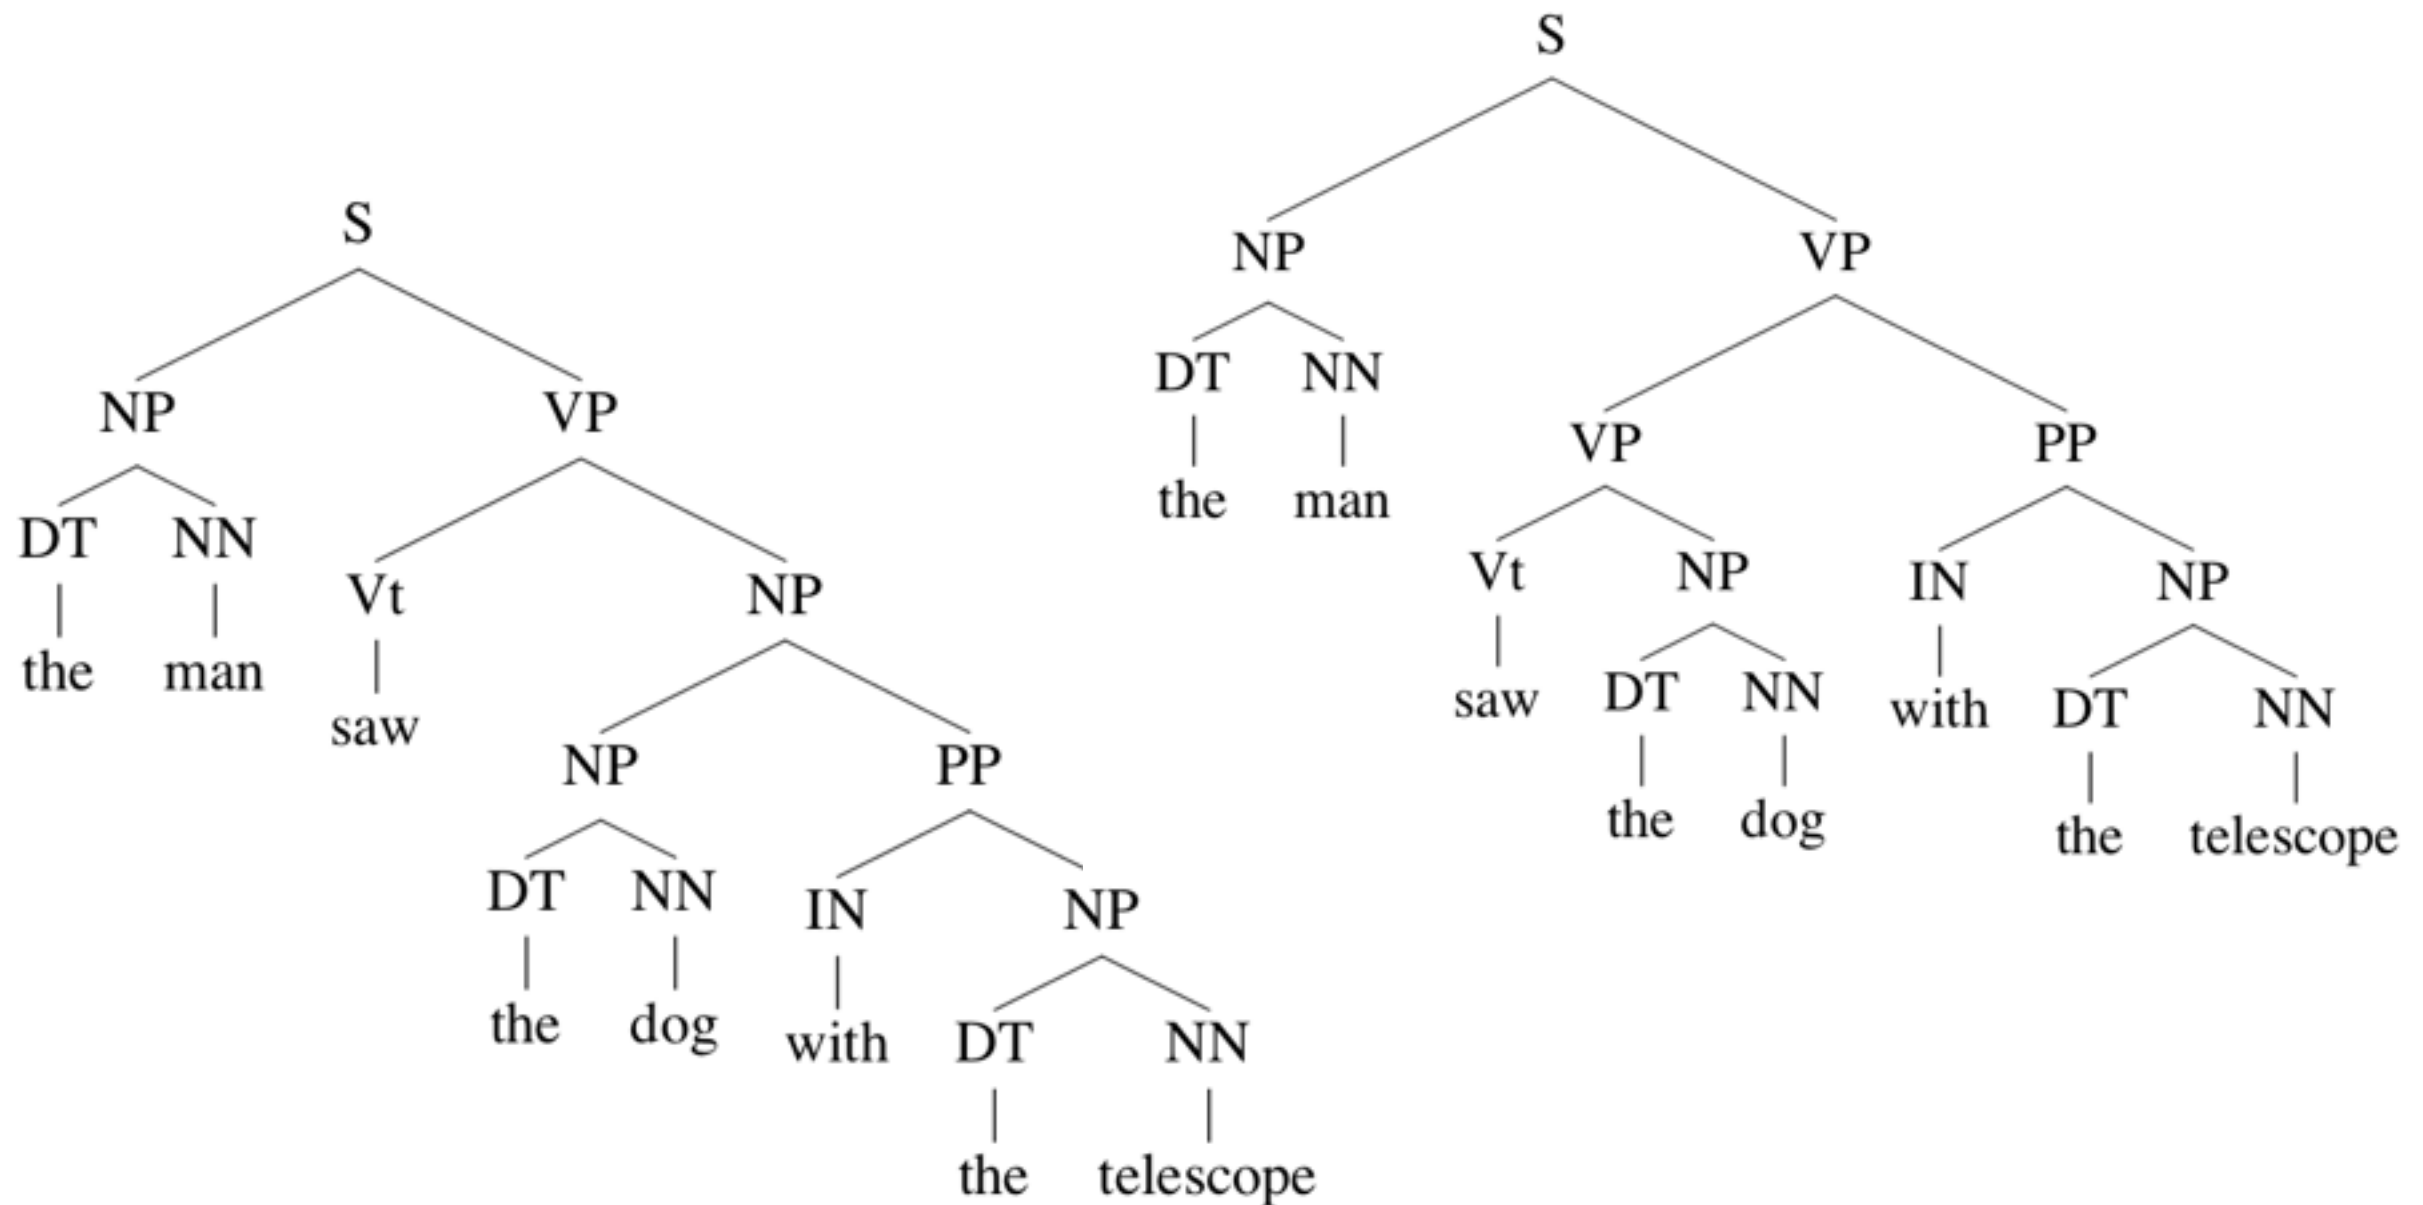 S
NP VP
DT NN Vt NP
the man saw
NP PP
DT NN IN NP
the dog with DT NN
the telescope
S
NP VP
DT NN VP PP
the man Vt NP IN NP
saw DT NN with DT NN
the dog the telescope